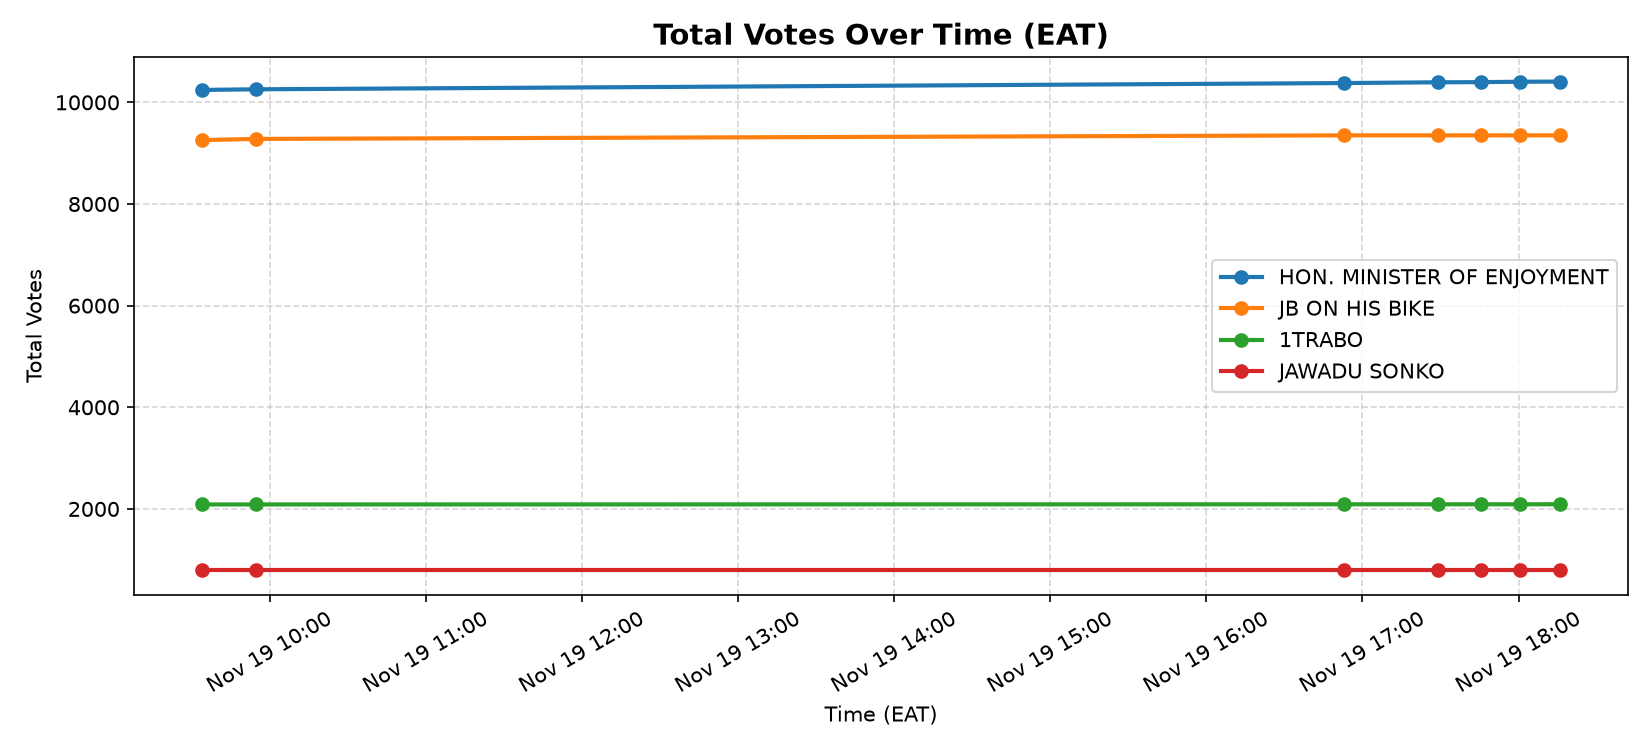 Total Votes Over Time (EAT)
Total Votes
10000
8000
6000
4000
2000
HON. MINISTER OF ENJOYMENT
JB ON HIS BIKE
1TRABO
JAWADU SONKO
Nov 19 10:00
Nov 19 11:00
Nov 19 12:00
Nov 19 13:00
Nov 19 14:00
Nov 19 15:00
Nov 19 16:00
Nov 19 17:00
Nov 19 18:00
Time (EAT)